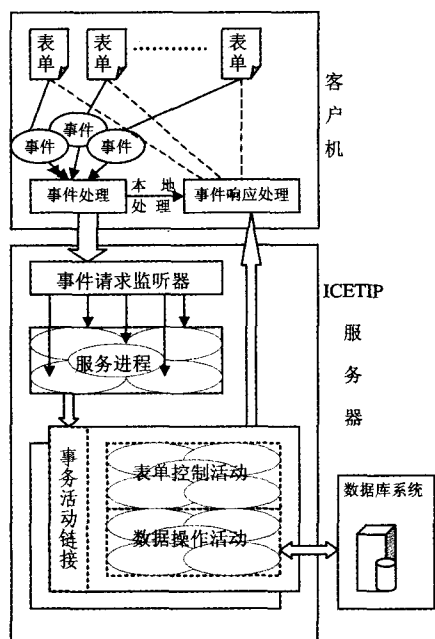 表单
表单
表单
客户机
事件
事件
事件
事件处理
本地处理
事件响应处理
事件请求监听器
ICETIP
服务器
服务进程
事务活动链接
表单控制活动
数据操作活动
数据库系统